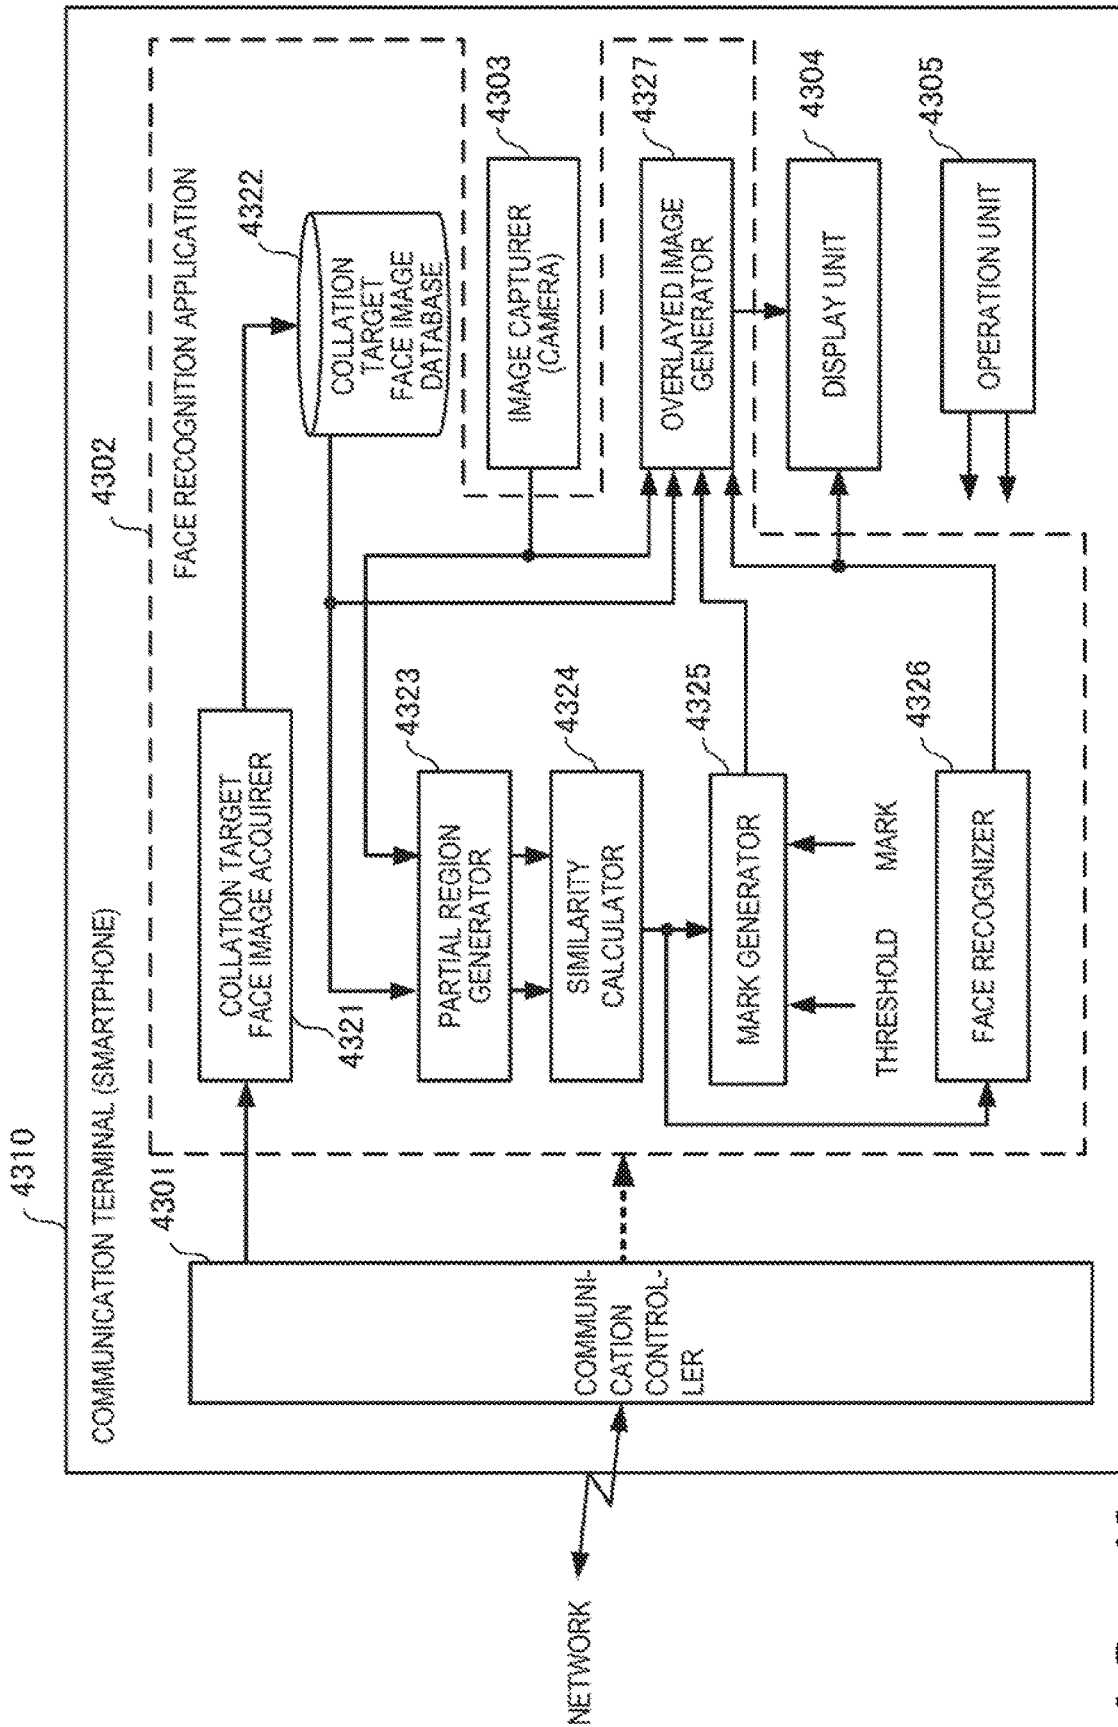 4310
COMMUNICATION TERMINAL (SMARTPHONE)
4302
FACE RECOGNITION APPLICATION
4301
COMMUNI-
CATION
CONTROL-
LER
NETWORK
COLLATION TARGET
FACE IMAGE ACQUIRER
4321
4322
COLLATION
TARGET
FACE IMAGE
DATABASE
4323
PARTIAL REGION
GENERATOR
4303
IMAGE CAPTURER
(CAMERA)
4324
SIMILARITY
CALCULATOR
4327
OVERLAYED IMAGE
GENERATOR
4325
MARK GENERATOR
THRESHOLD
MARK
4304
DISPLAY UNIT
4326
FACE RECOGNIZER
4305
OPERATION UNIT